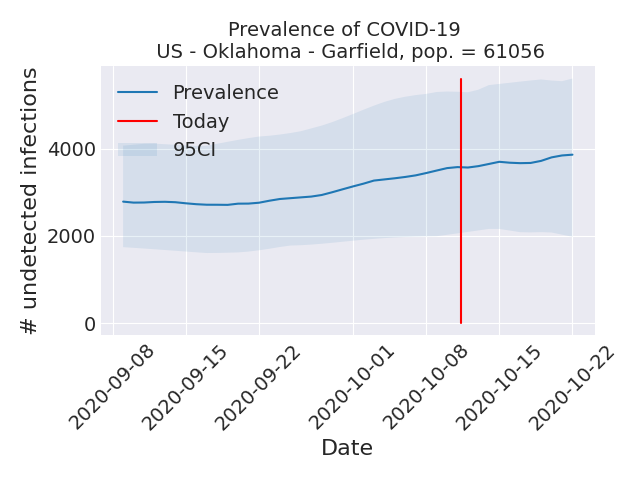 Prevalence of COVID-19
US - Oklahoma - Garfield, pop. = 61056
Prevalence
Today
95CI
# undetected infections
4000
2000
0
2020-09-08
2020-09-15
2020-09-22
2020-10-01
2020-10-08
2020-10-15
2020-10-22
Date